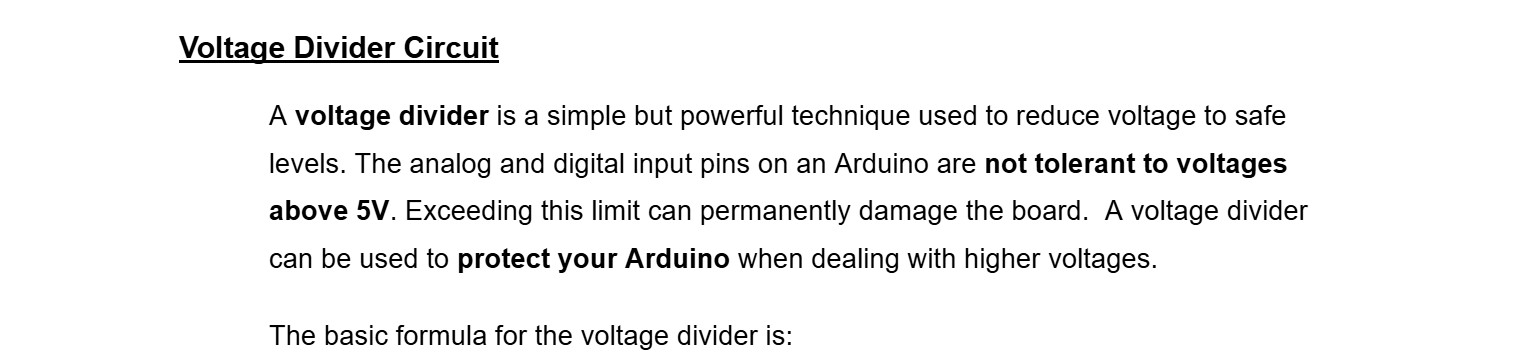 Voltage Divider Circuit
A voltage divider is a simple but powerful technique used to reduce voltage to safe
levels. The analog and digital input pins on an Arduino are not tolerant to voltages
above 5V. Exceeding this limit can permanently damage the board.  A voltage divider
can be used to protect your Arduino when dealing with higher voltages.
The basic formula for the voltage divider is: